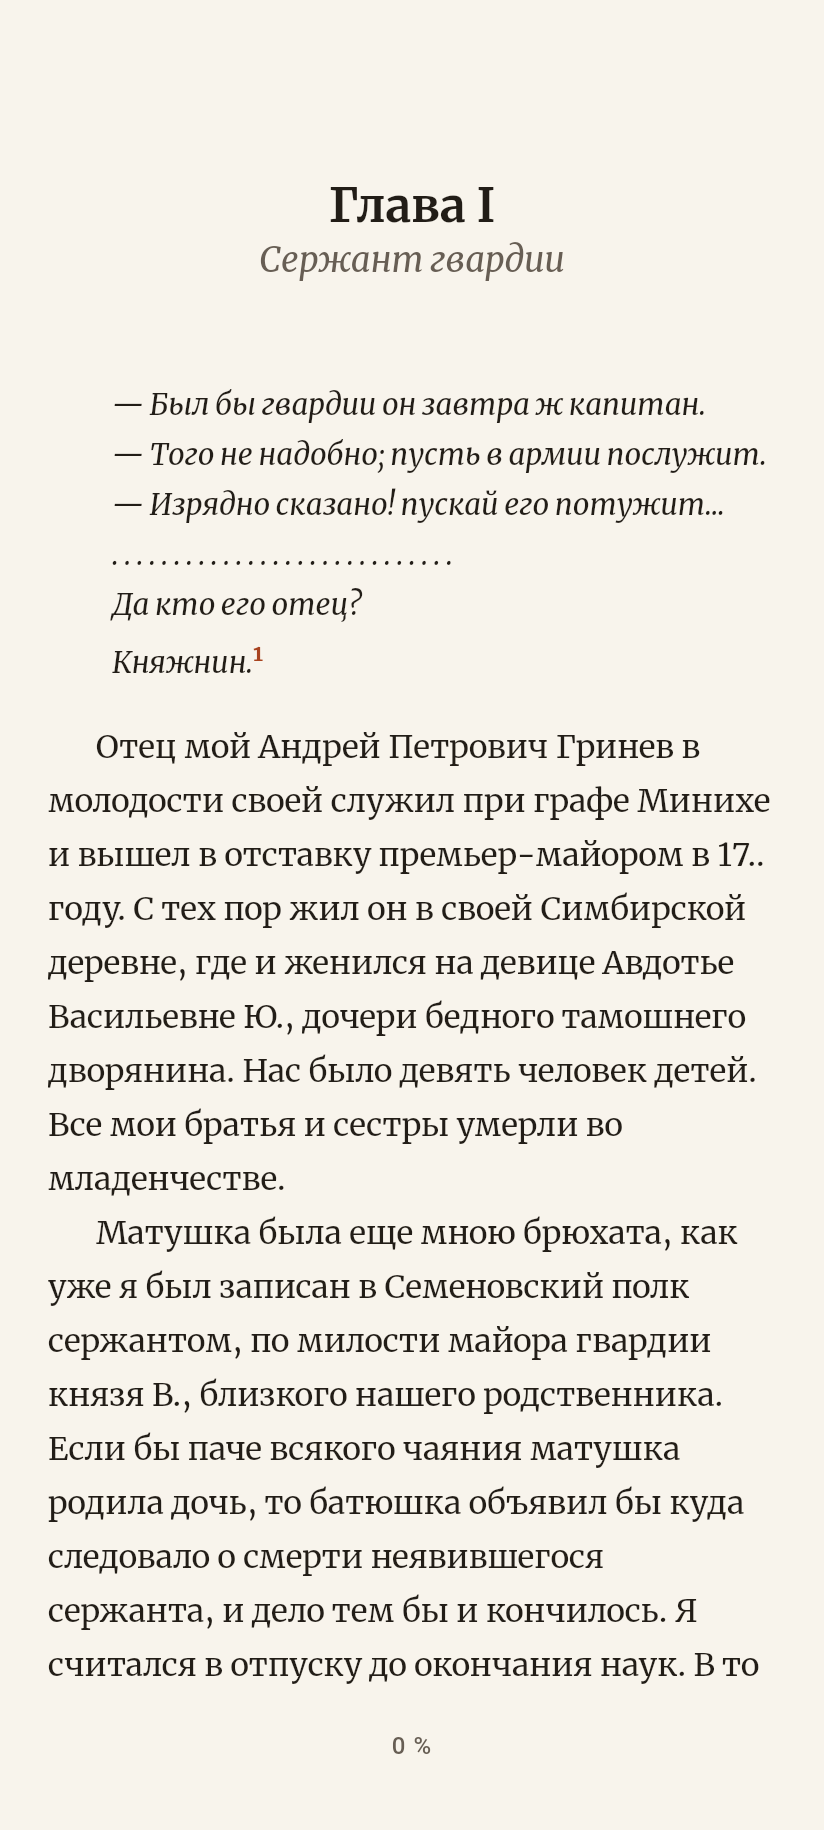 Глава I
Сержант гвардии
— Был бы гвардии он завтра ж капитан.
— Того не надобно; пусть в армии послужит.
— Изрядно сказано! пускай его потужит...
. . . . . . . . . . . . . . . . . . . . . . . . . . . .
Да кто его отец?
Княжнин.1
Отец мой Андрей Петрович Гринев в
молодости своей служил при графе Минихе
и вышел в отставку премьер-майором в 17..
году. С тех пор жил он в своей Симбирской
деревне, где и женился на девице Авдотье
Васильевне Ю., дочери бедного тамошнего
дворянина. Нас было девять человек детей.
Все мои братья и сестры умерли во
младенчестве.
Матушка была еще мною брюхата, как
уже я был записан в Семеновский полк
сержантом, по милости майора гвардии
князя В., близкого нашего родственника.
Если бы паче всякого чаяния матушка
родила дочь, то батюшка объявил бы куда
следовало о смерти неявившегося
сержанта, и дело тем бы и кончилось. Я
считался в отпуску до окончания наук. В то
0 %